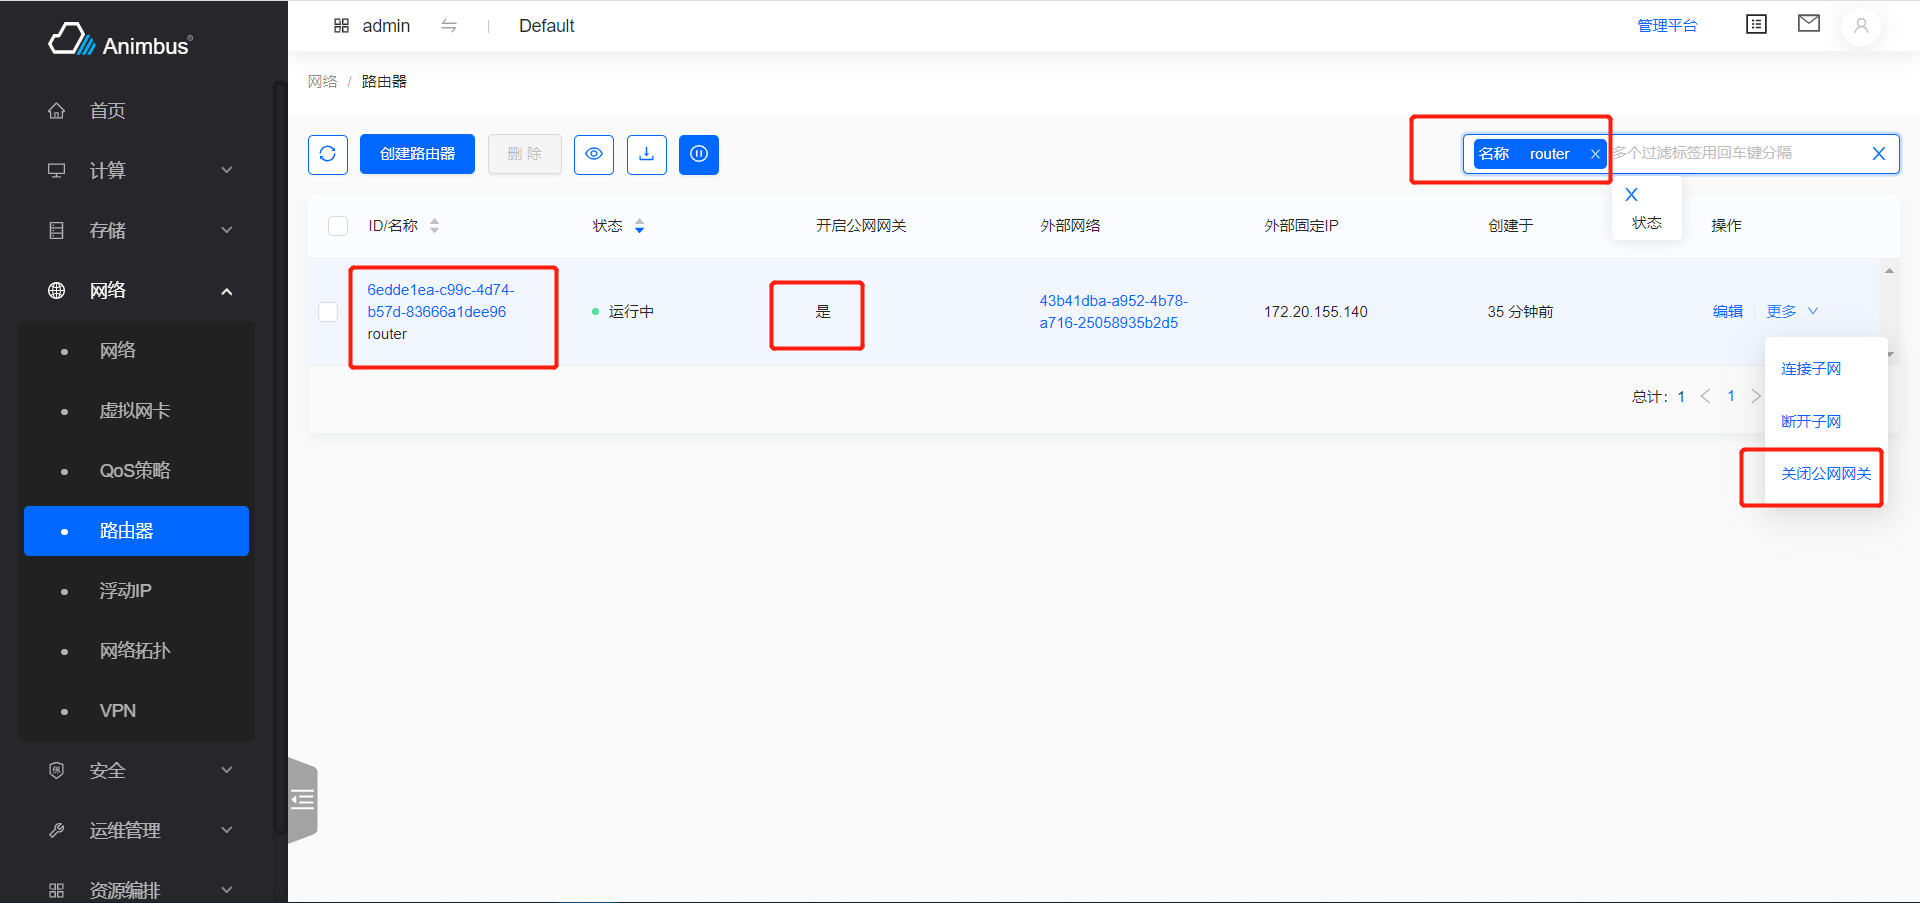 Animbus®
admin
Default
管理平台
首页
计算
存储
网络
网络
虚拟网卡
QoS策略
路由器
浮动IP
网络拓扑
VPN
安全
运维管理
资源编排
网络 / 路由器
创建路由器
删 除
名称 router X
多个过滤标签用回车键分隔
X
X
状态
ID/名称
状态
开启公网网关
外部网络
外部固定IP
创建于
操作
6edde1ea-c99c-4d74-
b57d-83666a1dee96
router
运行中
是
43b41dba-a952-4b78-
a716-25058935b2d5
172.20.155.140
35 分钟前
编辑
更多
连接子网
断开子网
关闭公网网关
总计：1 < 1 >